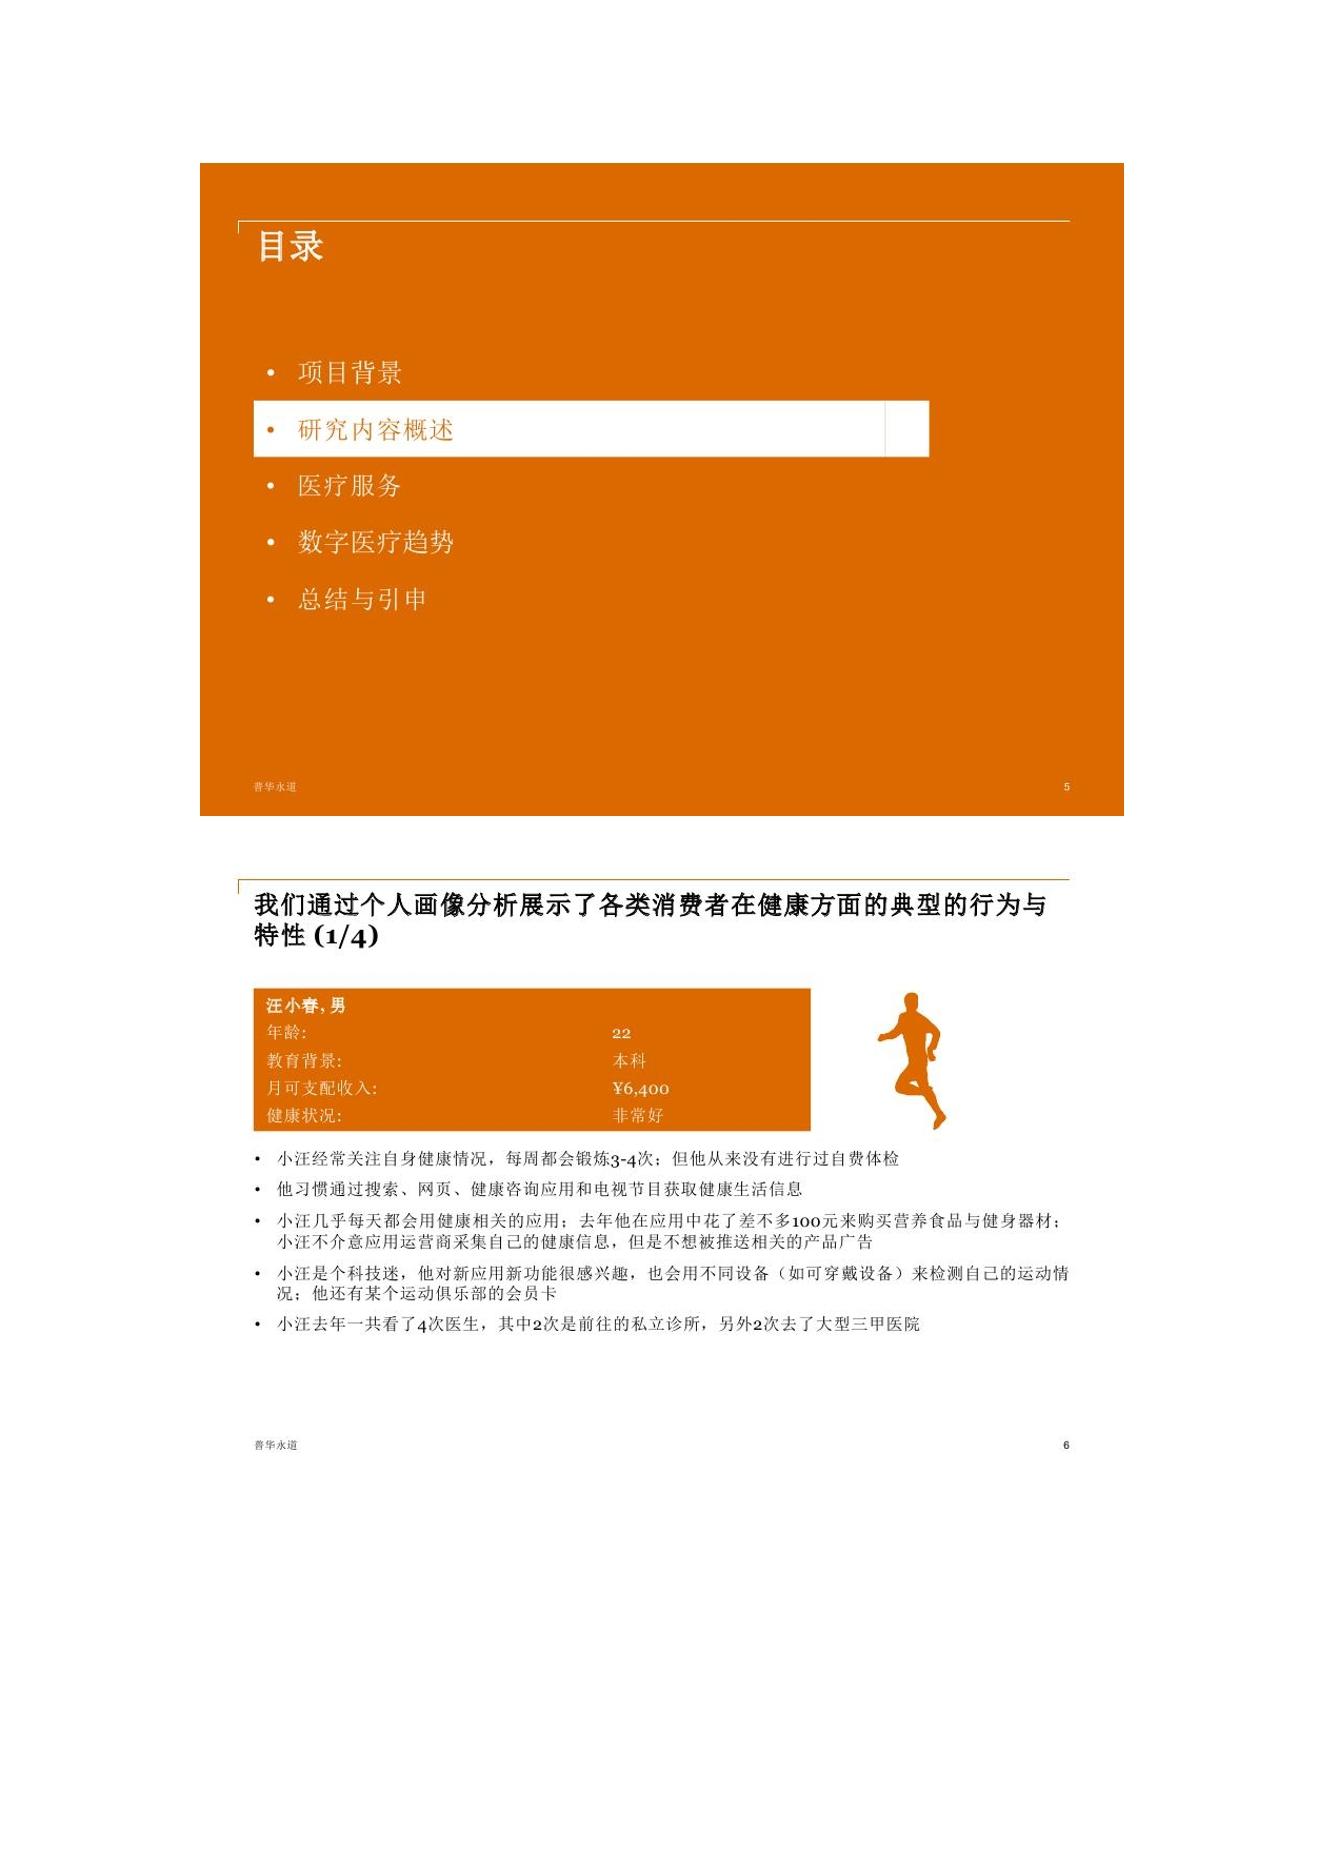 目录
• 项目背景
• 研究内容概述
• 医疗服务
• 数字医疗趋势
• 总结与引申
普华永道 5
我们通过个人画像分析展示了各类消费者在健康方面的典型的行为与
特性 (1/4)
汪小春, 男
年龄: 22
教育背景: 本科
月可支配收入: ¥6,400
健康状况: 非常好
• 小汪经常关注自身健康情况，每周都会锻炼3-4次；但他从来没有进行过自费体检
• 他习惯通过搜索、网页、健康咨询应用和电视节目获取健康生活信息
• 小汪几乎每天都会用健康相关的应用；去年他在应用中花了差不多100元来购买营养食品与健身器材；
小汪不介意应用运营商采集自己的健康信息，但是不想被推送相关的产品广告
• 小汪是个科技迷，他对新应用新功能很感兴趣，也会用不同设备（如可穿戴设备）来检测自己的运动情
况；他还有某个运动俱乐部的会员卡
• 小汪去年一共看了4次医生，其中2次是前往的私立诊所，另外2次去了大型三甲医院
普华永道 6